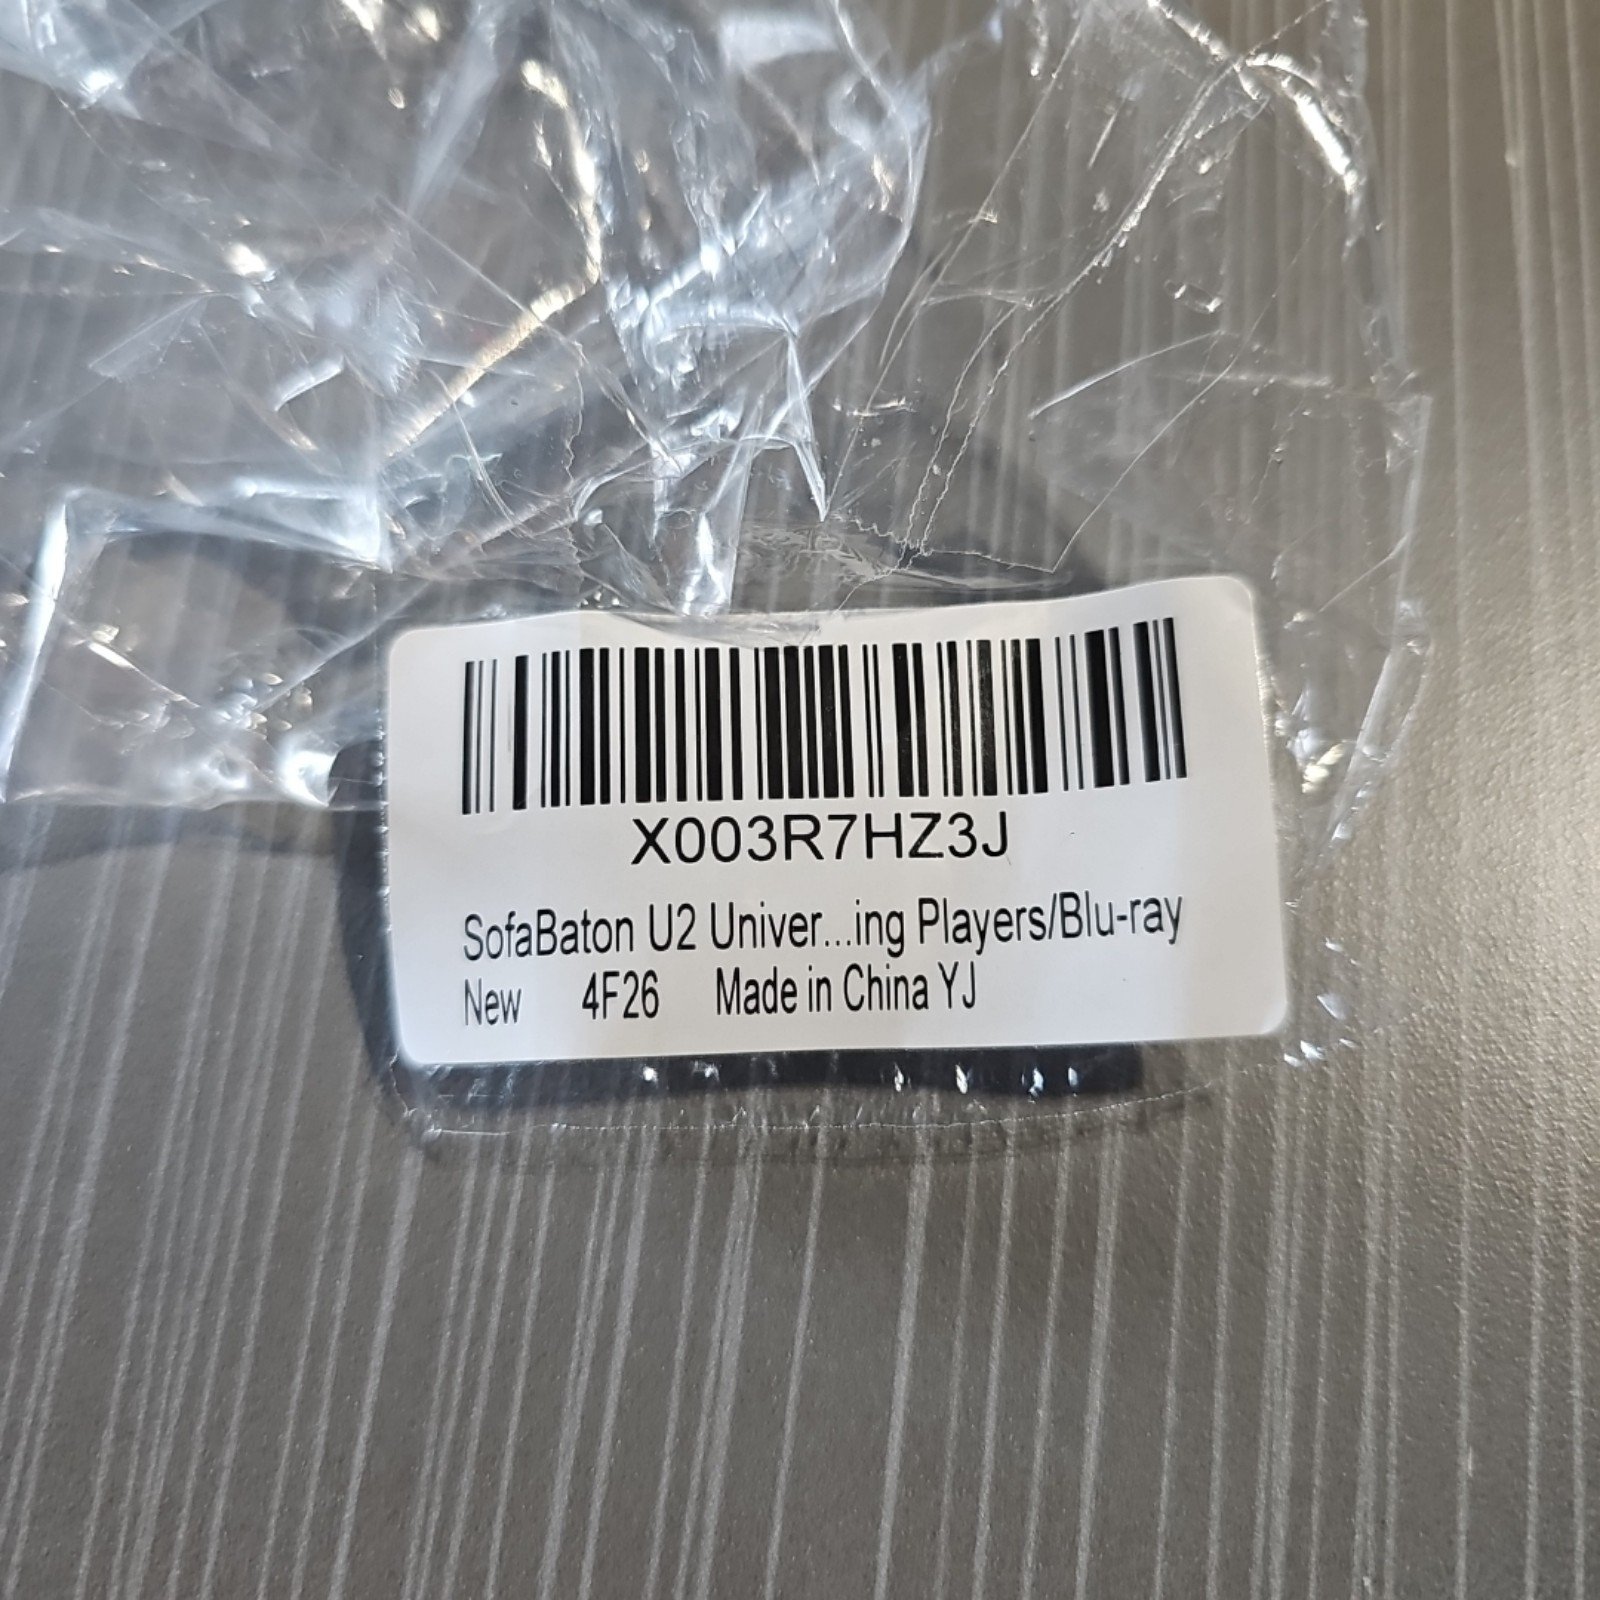 X003R7HZ3J
SofaBaton U2 Univer...ing Players/Blu-ray
New 4F26 Made in China YJ